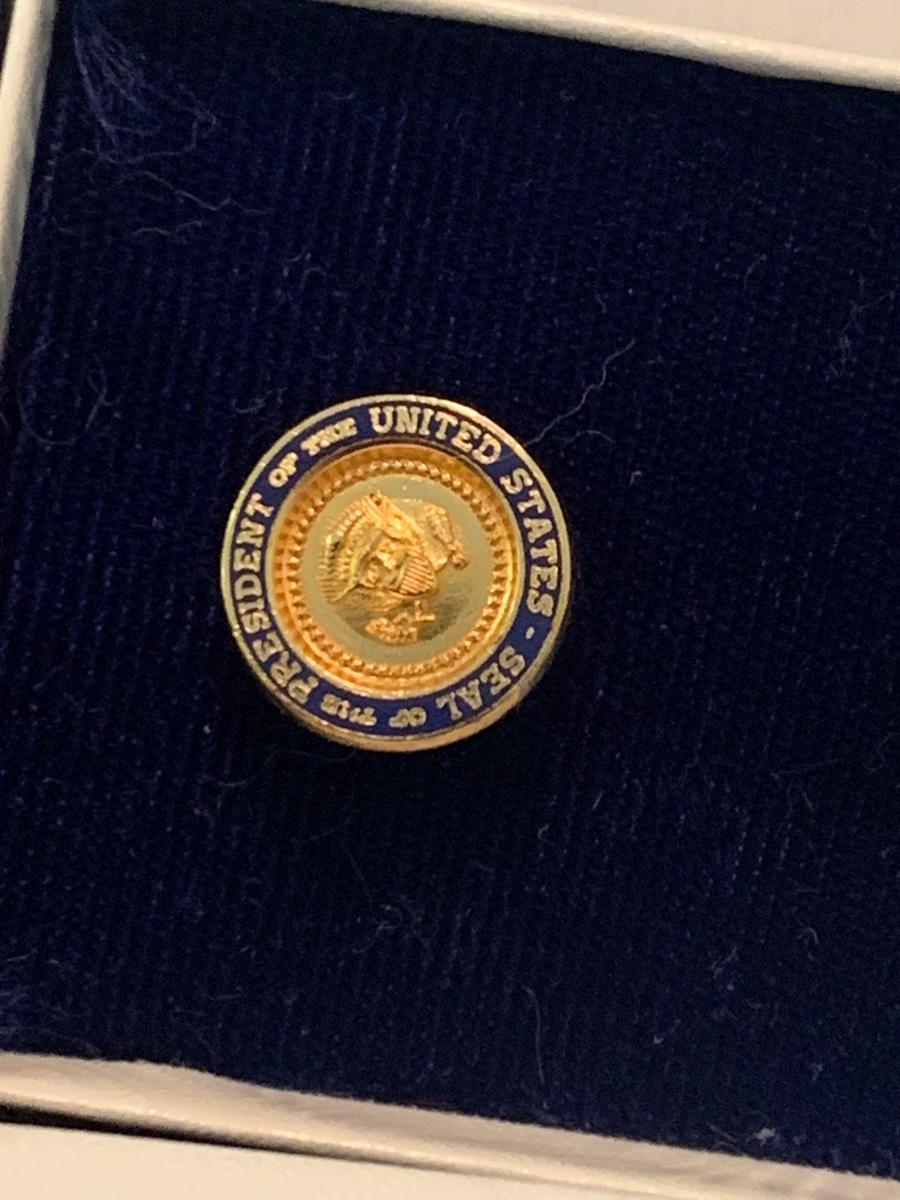 SEAL OF THE PRESIDENT OF THE UNITED STATES ·